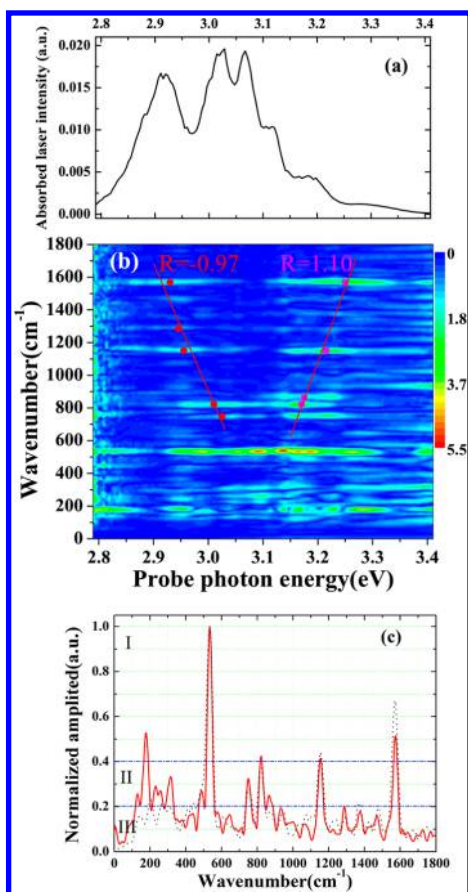 2.8 2.9 3.0 3.1 3.2 3.3 3.4
Absorbed laser intensity (a.u.)
0.020
0.015
0.010
0.005
0.000
(a)
Wavenumber(cm-1)
1800
1600
1400
1200
1000
800
600
400
200
0
(b)
R=-0.97
R=1.10
0
1.8
3.7
5.5
2.8 2.9 3.0 3.1 3.2 3.3 3.4
Probe photon energy(eV)
Normalized amplited(a.u.)
1.0
0.8
0.6
0.4
0.2
0.0
I
II
III
(c)
0 200 400 600 800 1000 1200 1400 1600 1800
Wavenumber(cm-1)